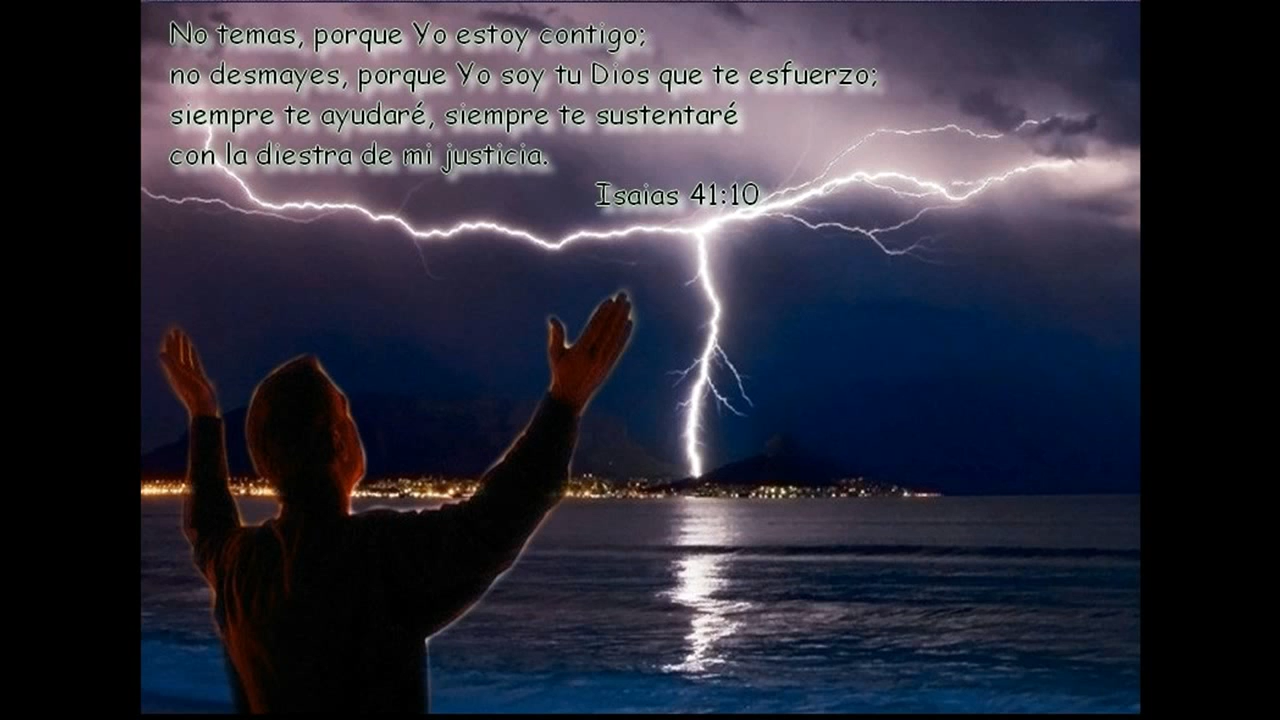 No temas, porque Yo estoy contigo;
no desmayes, porque Yo soy tu Dios que te esfuerzo;
siempre te ayudaré, siempre te sustentaré
con la diestra de mi justicia.
Isaias 41:10